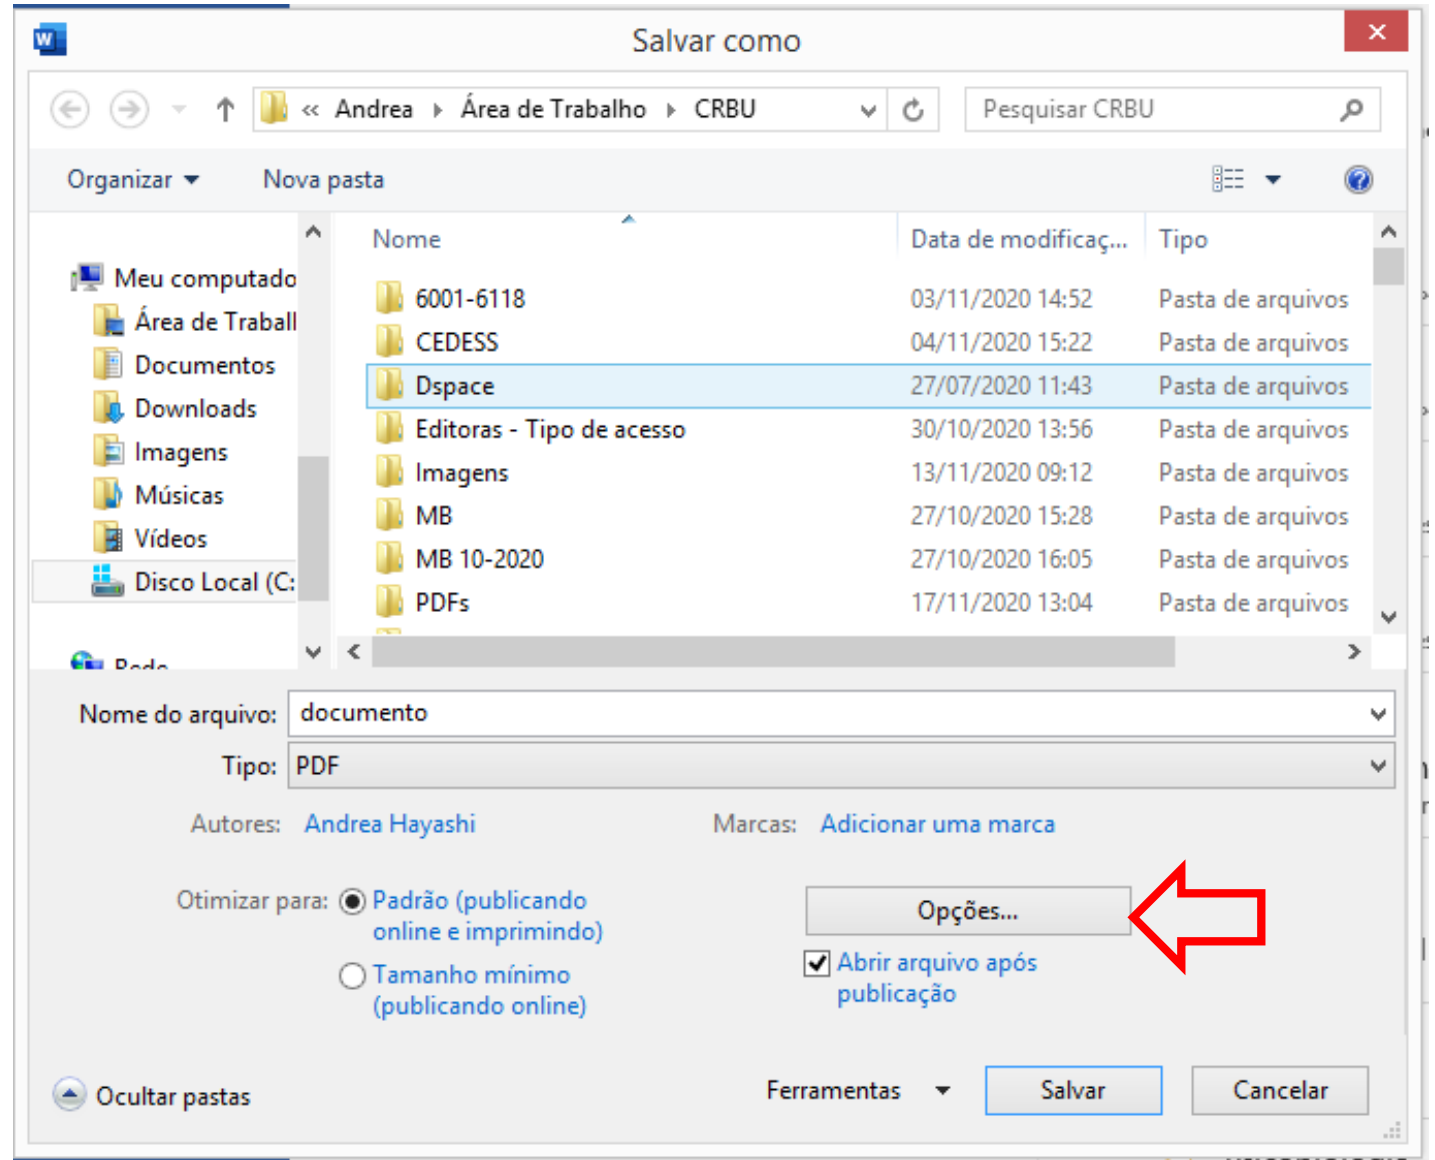 Salvar como
« Andrea Área de Trabalho CRBU
Pesquisar CRBU
Organizar
Nova pasta
Nome
Data de modificaç...
Tipo
Meu computado
Área de Traball
Documentos
Downloads
Imagens
Músicas
Vídeos
Disco Local (C:
6001-6118 03/11/2020 14:52 Pasta de arquivos
CEDESS 04/11/2020 15:22 Pasta de arquivos
Dspace 27/07/2020 11:43 Pasta de arquivos
Editoras - Tipo de acesso 30/10/2020 13:56 Pasta de arquivos
Imagens 13/11/2020 09:12 Pasta de arquivos
MB 27/10/2020 15:28 Pasta de arquivos
MB 10-2020 27/10/2020 16:05 Pasta de arquivos
PDFs 17/11/2020 13:04 Pasta de arquivos
Nome do arquivo: documento
Tipo: PDF
Autores: Andrea Hayashi
Marcas: Adicionar uma marca
Otimizar para: Padrão (publicando
online e imprimindo)
Tamanho mínimo
(publicando online)
Opções...
Abrir arquivo após
publicação
Ocultar pastas
Ferramentas
Salvar
Cancelar